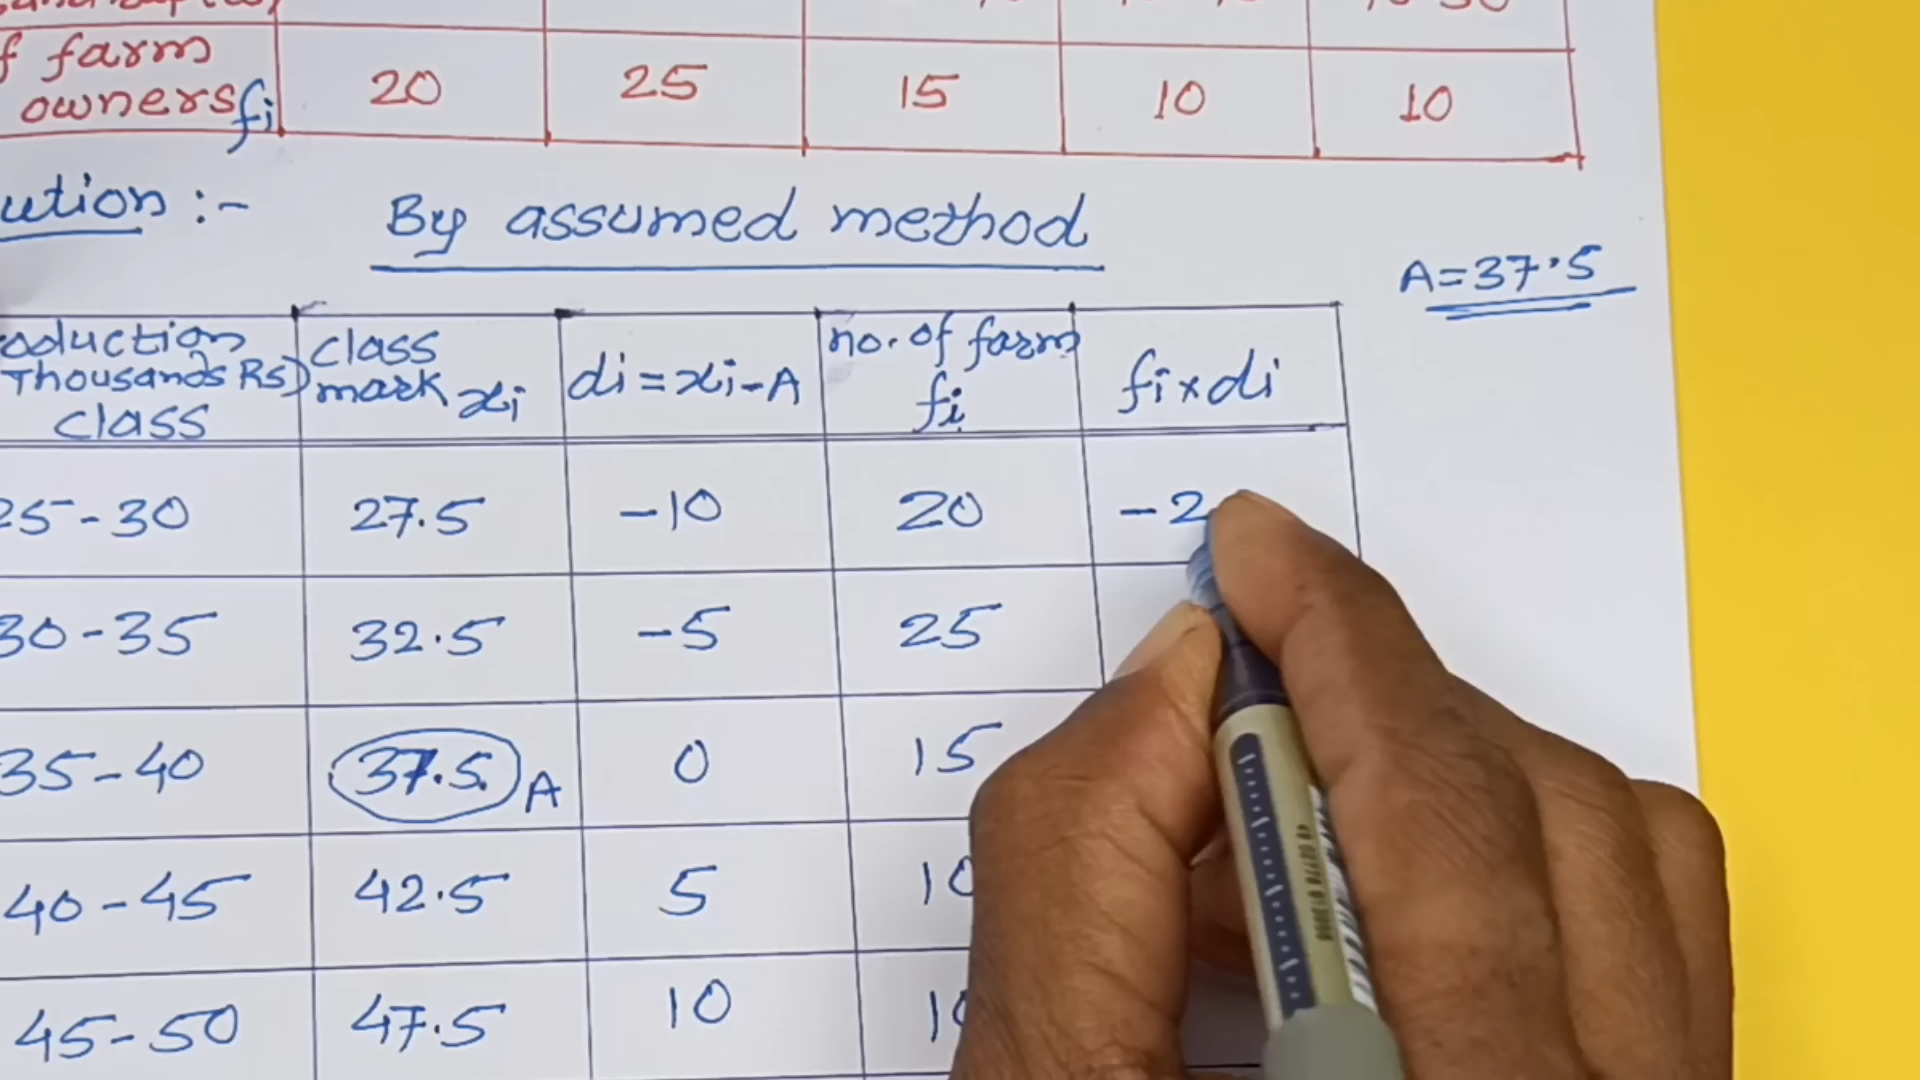 f farm
owners fi 20 25 15 10 10
ution :-
By assumed method
A=37.5
oduction
Thousands Rs)
class
class
mark xi
di = xi - A
no. of farm
fi
fi x di
25 - 30 27.5 -10 20 -2
30 - 35 32.5 -5 25
35 - 40 37.5 A 0 15
40 - 45 42.5 5 10
45 - 50 47.5 10 10